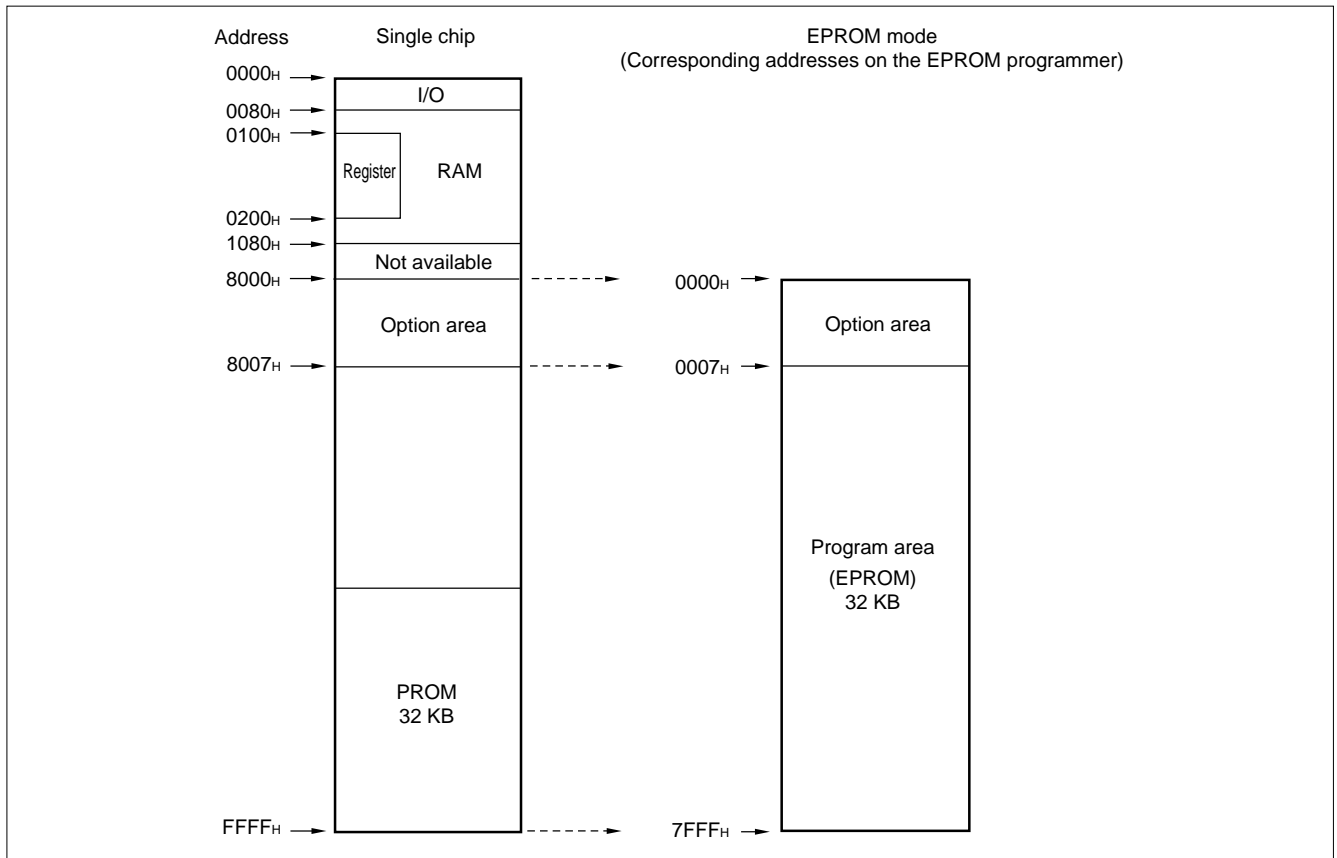 Address Single chip EPROM mode
(Corresponding addresses on the EPROM programmer)
0000H
I/O
0080H
0100H
Register RAM
0200H
1080H
Not available
8000H 0000H
Option area Option area
8007H 0007H
Program area
(EPROM)
32 KB
PROM
32 KB
FFFFH 7FFFH